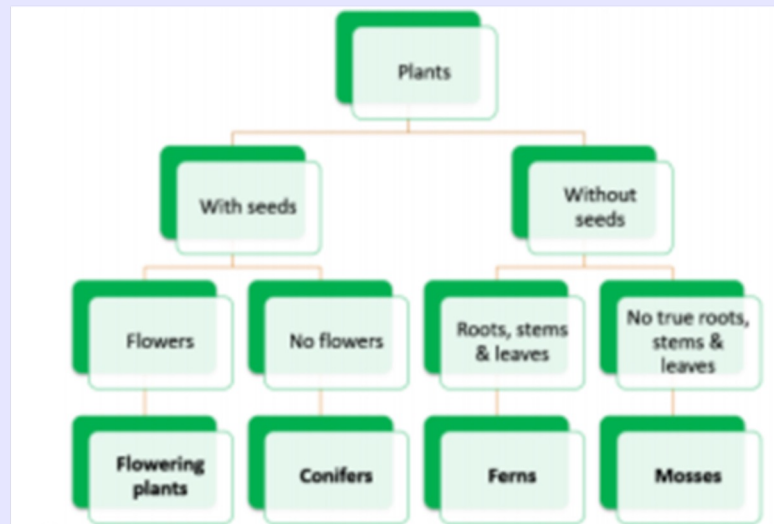 Plants
With seeds
Without
seeds
Flowers
No flowers
Roots, stems
& leaves
No true roots,
stems &
leaves
Flowering
plants
Conifers
Ferns
Mosses